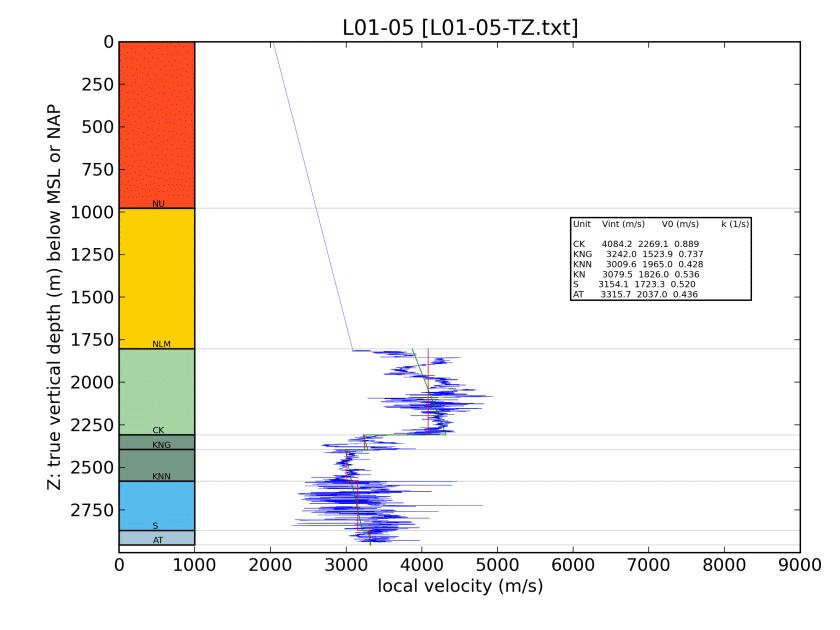 L01-05 [L01-05-TZ.txt]
Z: true vertical depth (m) below MSL or NAP
0
250
500
750
1000
1250
1500
1750
2000
2250
2500
2750
NU
NLM
CK
KNG
KNN
S
AT
Unit Vint (m/s) V0 (m/s) k (1/s)
CK 4084.2 2269.1 0.889
KNG 3242.0 1523.9 0.737
KNN 3009.6 1965.0 0.428
KN 3079.5 1826.0 0.536
S 3154.1 1723.3 0.520
AT 3315.7 2037.0 0.436
0 1000 2000 3000 4000 5000 6000 7000 8000 9000
local velocity (m/s)